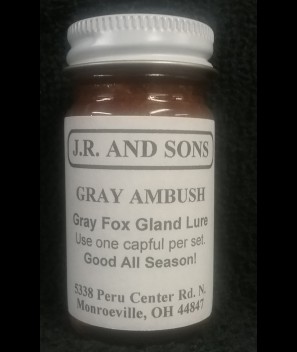 J.R. AND SONS
GRAY AMBUSH
Gray Fox Gland Lure
Use one capful per set.
Good All Season!
5338 Peru Center Rd. N.
Monroeville, OH 44847